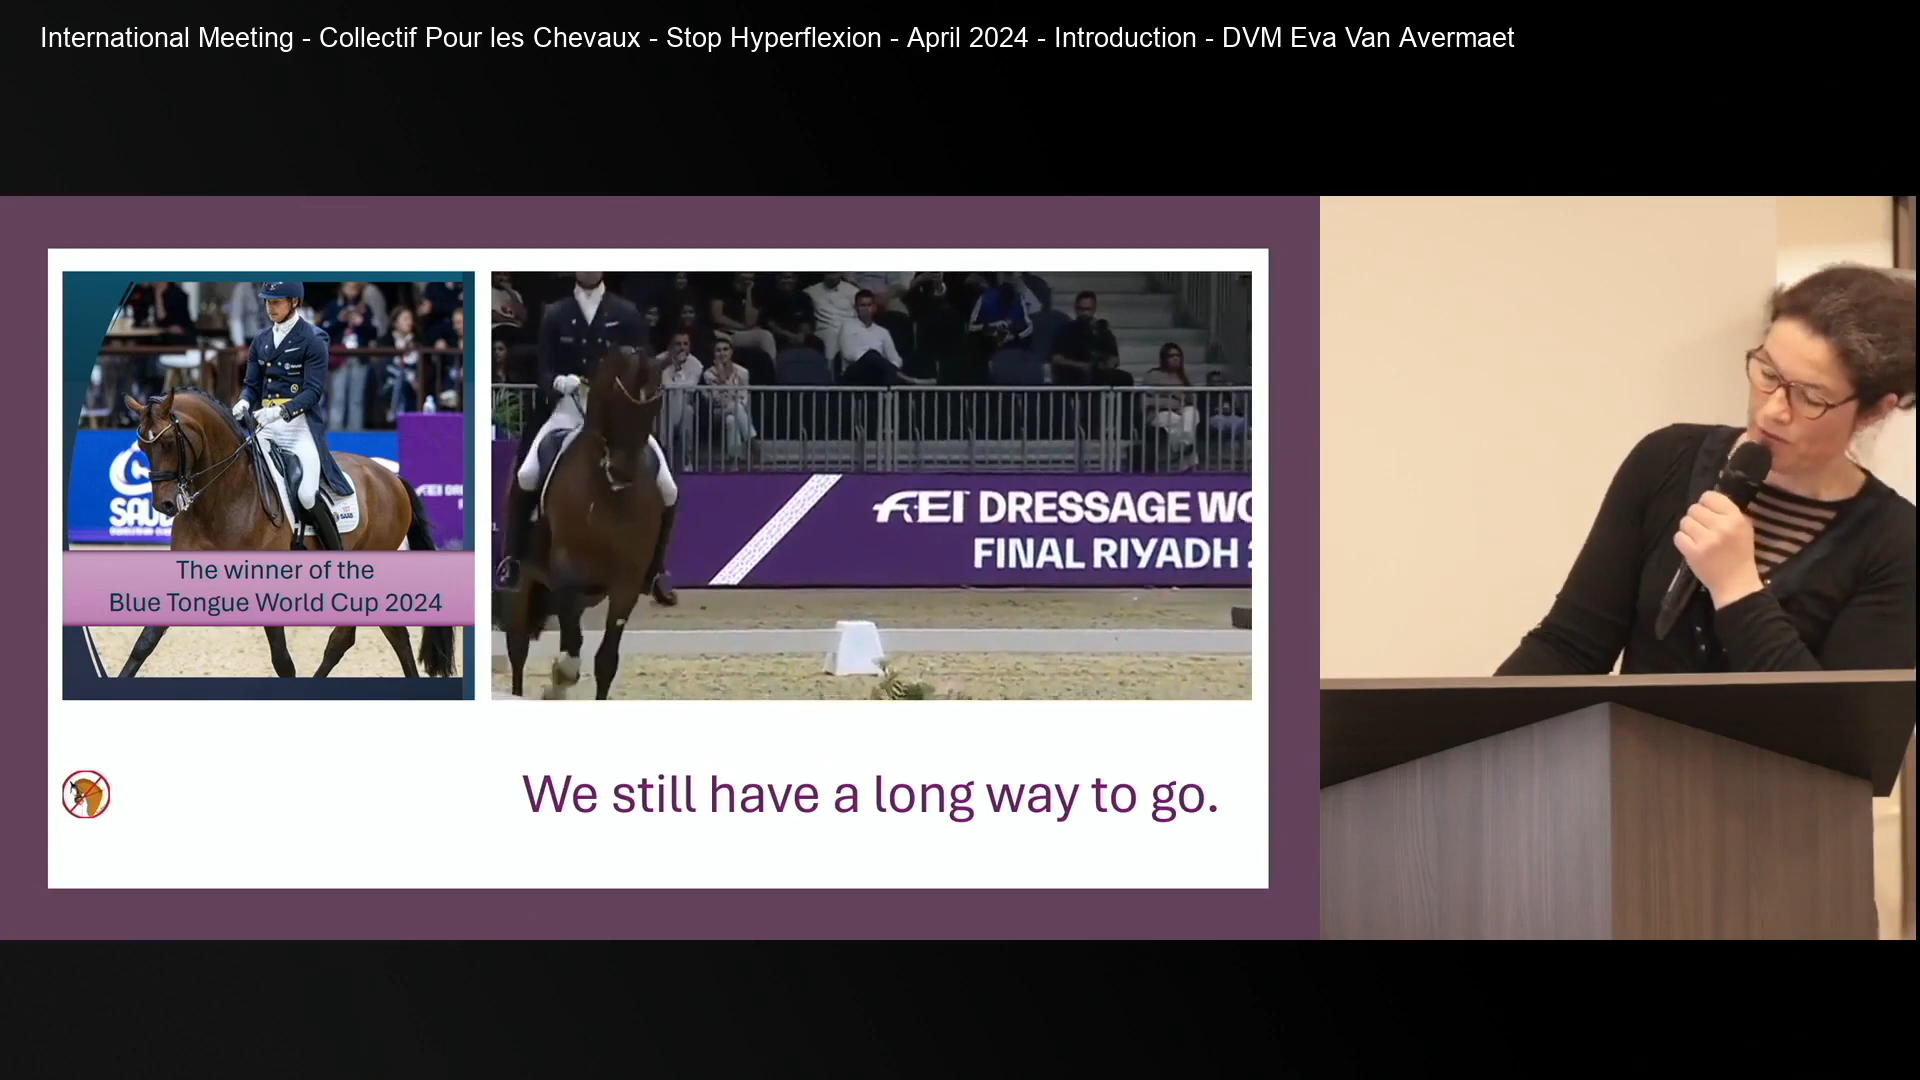 International Meeting - Collectif Pour les Chevaux - Stop Hyperflexion - April 2024 - Introduction - DVM Eva Van Avermaet
The winner of the
Blue Tongue World Cup 2024
FEI DRESSAGE WO
FINAL RIYADH
We still have a long way to go.